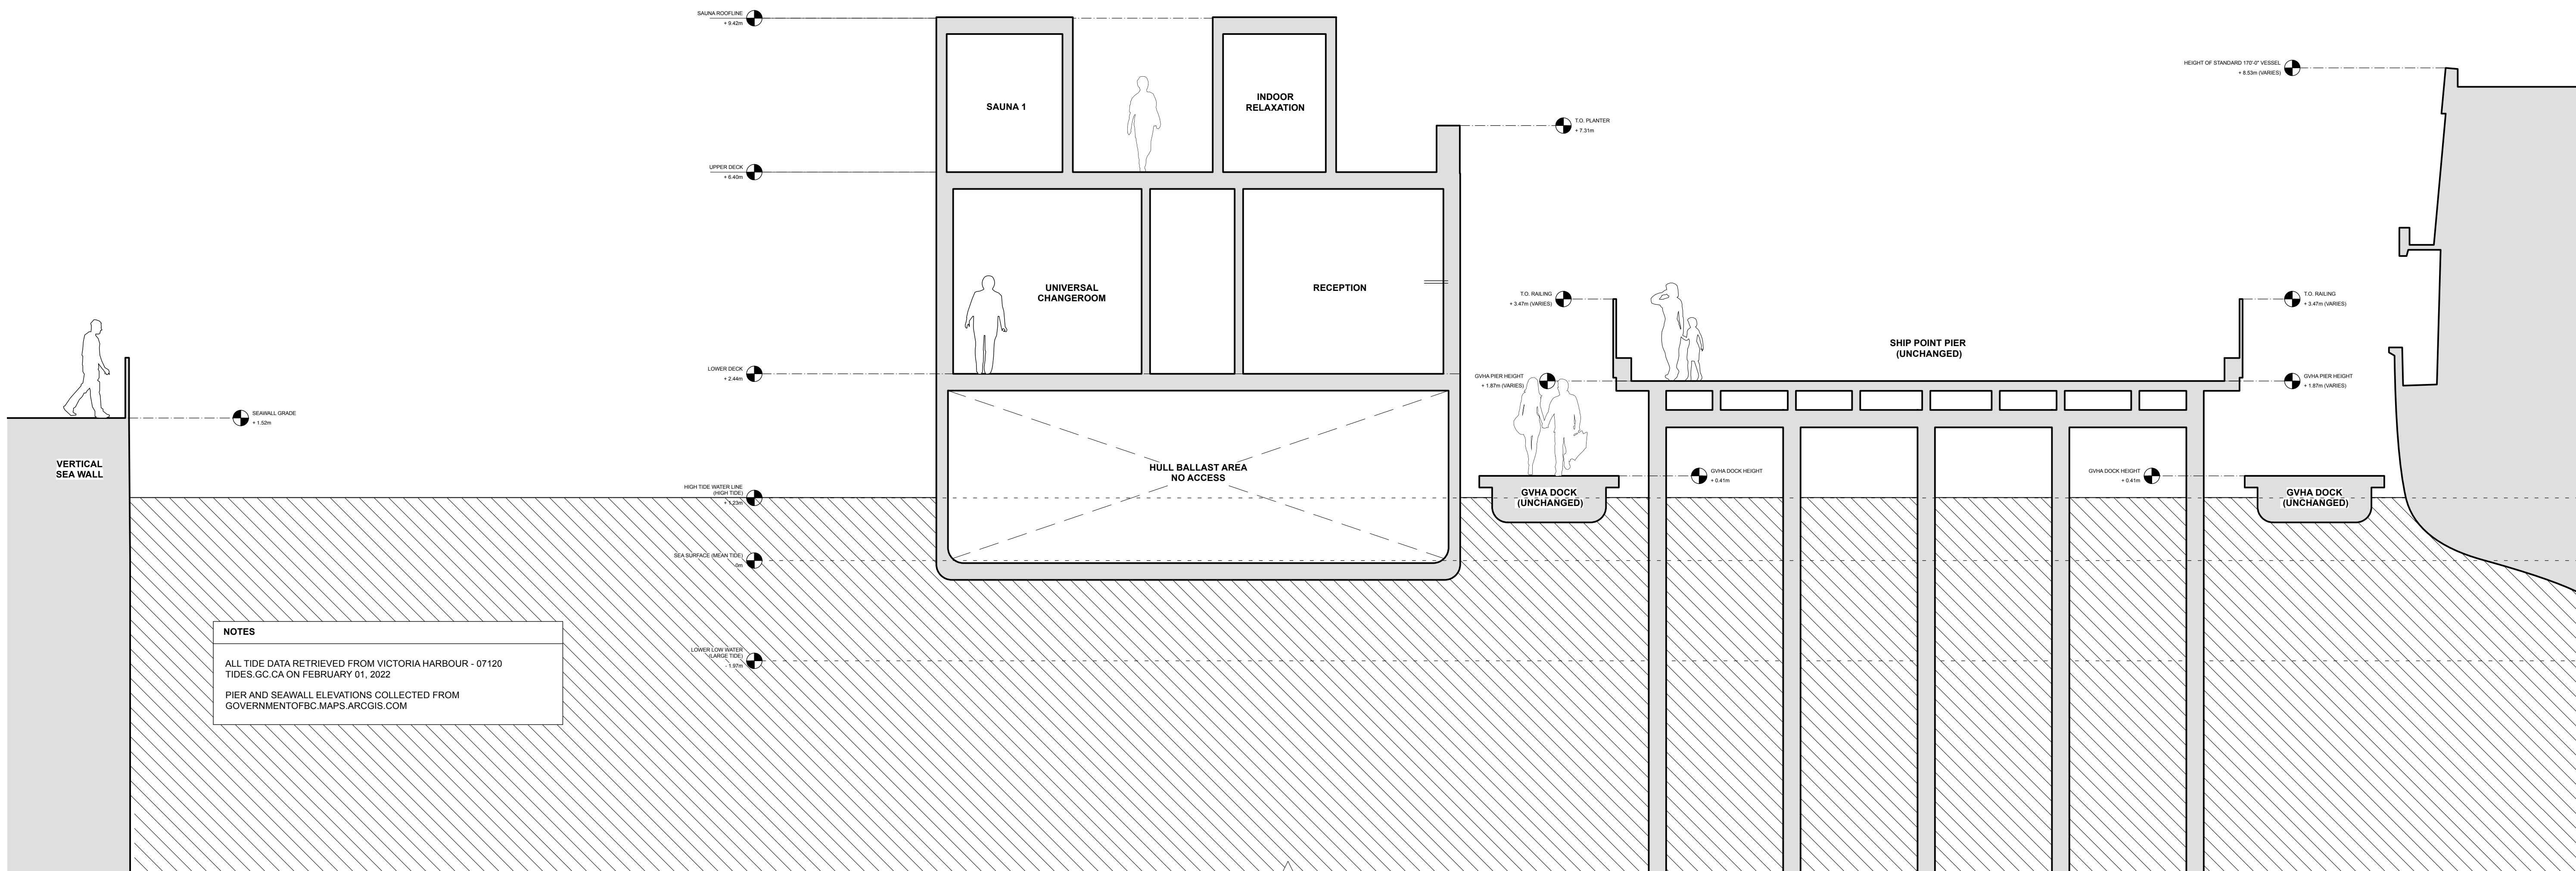 SAUNA ROOFLINE
+ 9.42m
HEIGHT OF STANDARD 170'-0" VESSEL
+ 8.53m (VARIES)
SAUNA 1
INDOOR
RELAXATION
T.O. PLANTER
+ 7.31m
UPPER DECK
+ 6.40m
UNIVERSAL
CHANGEROOM
RECEPTION
T.O. RAILING
+ 3.47m (VARIES)
T.O. RAILING
+ 3.47m (VARIES)
SHIP POINT PIER
(UNCHANGED)
LOWER DECK
+ 2.44m
GVHA PIER HEIGHT
+ 1.87m (VARIES)
GVHA PIER HEIGHT
+ 1.87m (VARIES)
SEAWALL GRADE
+ 1.52m
VERTICAL
SEA WALL
HULL BALLAST AREA
NO ACCESS
GVHA DOCK HEIGHT
+ 0.41m
GVHA DOCK HEIGHT
+ 0.41m
HIGH TIDE WATER LINE
(HIGH TIDE)
+ 1.23m
GVHA DOCK
(UNCHANGED)
GVHA DOCK
(UNCHANGED)
SEA SURFACE (MEAN TIDE)
0m
NOTES
ALL TIDE DATA RETRIEVED FROM VICTORIA HARBOUR - 07120
TIDES.GC.CA ON FEBRUARY 01, 2022
PIER AND SEAWALL ELEVATIONS COLLECTED FROM
GOVERNMENTOFBC.MAPS.ARCGIS.COM
LOWER LOW WATER
(LARGE TIDE)
- 1.97m